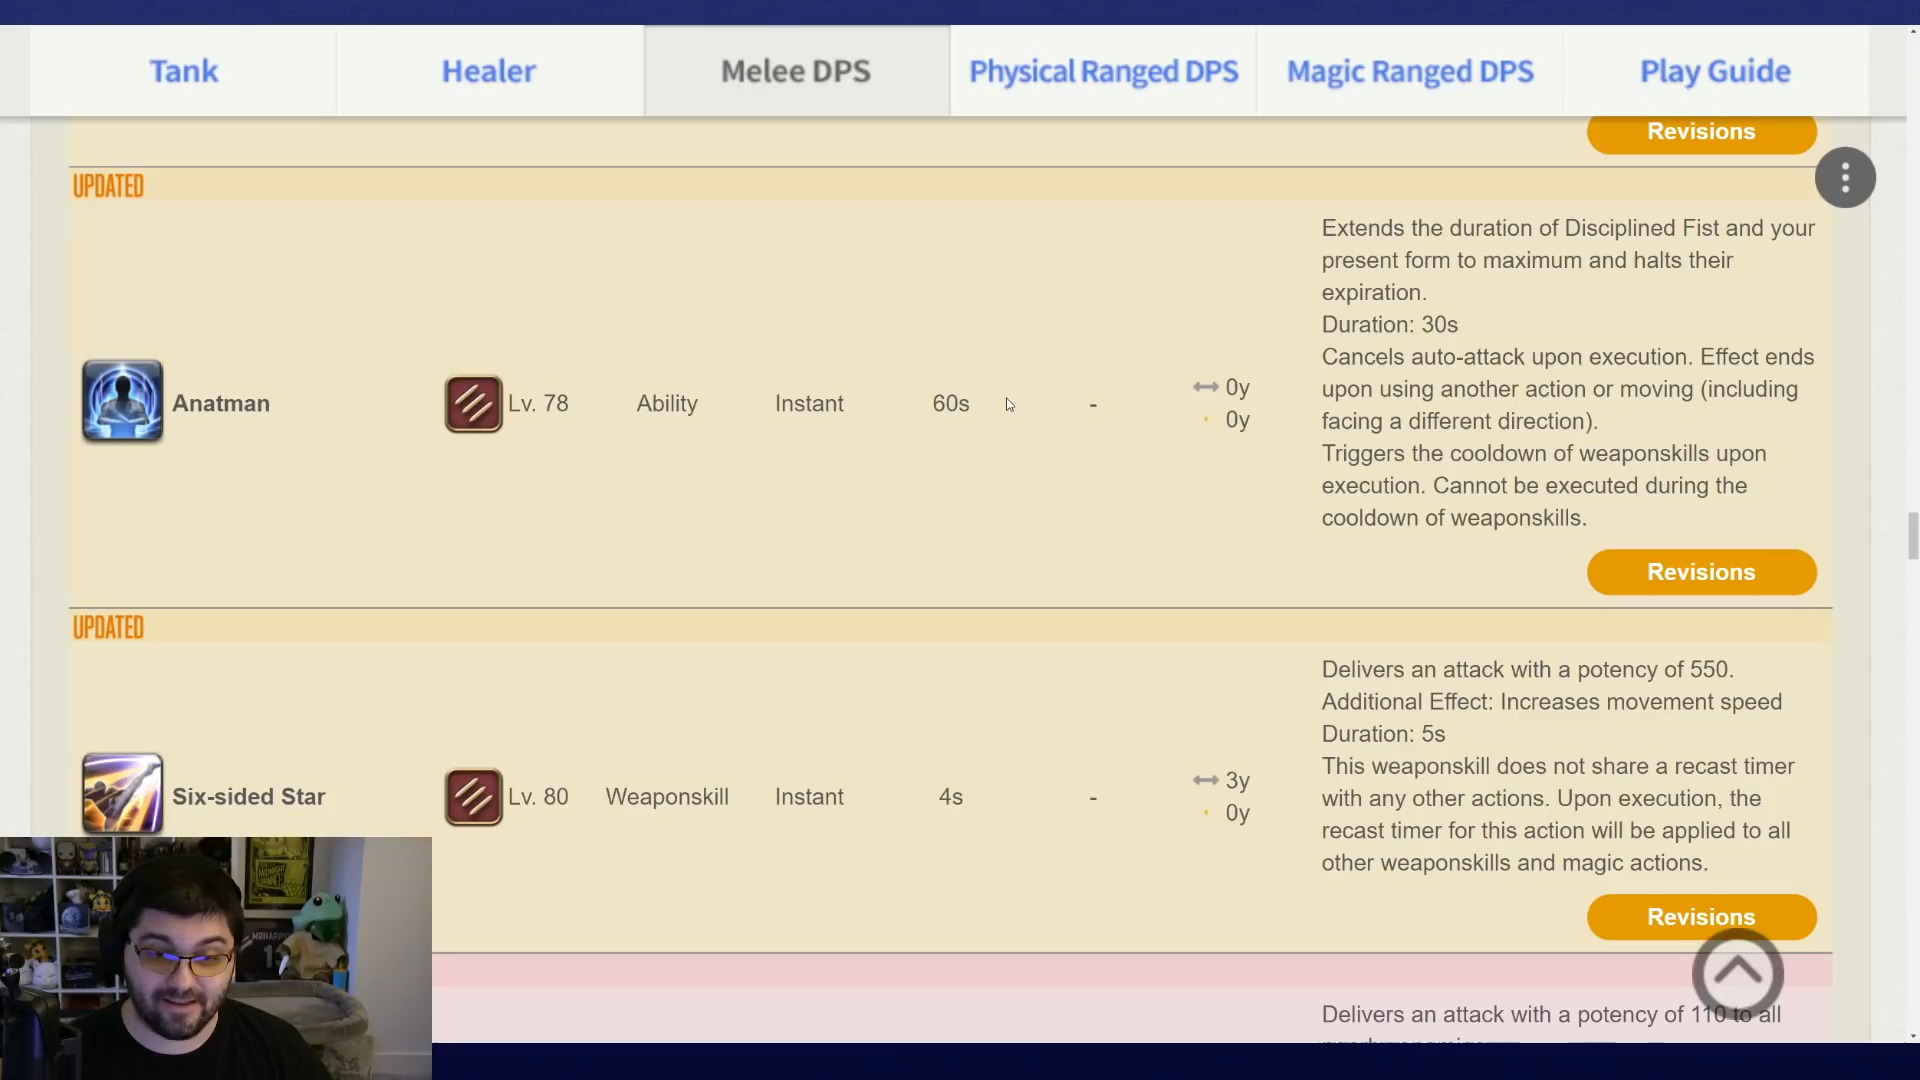 Tank
Healer
Melee DPS
Physical Ranged DPS
Magic Ranged DPS
Play Guide
Revisions
UPDATED
Anatman
Lv. 78
Ability
Instant
60s
-
0y
0y
Extends the duration of Disciplined Fist and your
present form to maximum and halts their
expiration.
Duration: 30s
Cancels auto-attack upon execution. Effect ends
upon using another action or moving (including
facing a different direction).
Triggers the cooldown of weaponskills upon
execution. Cannot be executed during the
cooldown of weaponskills.
Revisions
UPDATED
Six-sided Star
Lv. 80
Weaponskill
Instant
4s
-
3y
0y
Delivers an attack with a potency of 550.
Additional Effect: Increases movement speed
Duration: 5s
This weaponskill does not share a recast timer
with any other actions. Upon execution, the
recast timer for this action will be applied to all
other weaponskills and magic actions.
Revisions
Delivers an attack with a potency of 110 to all
MRHAPPY